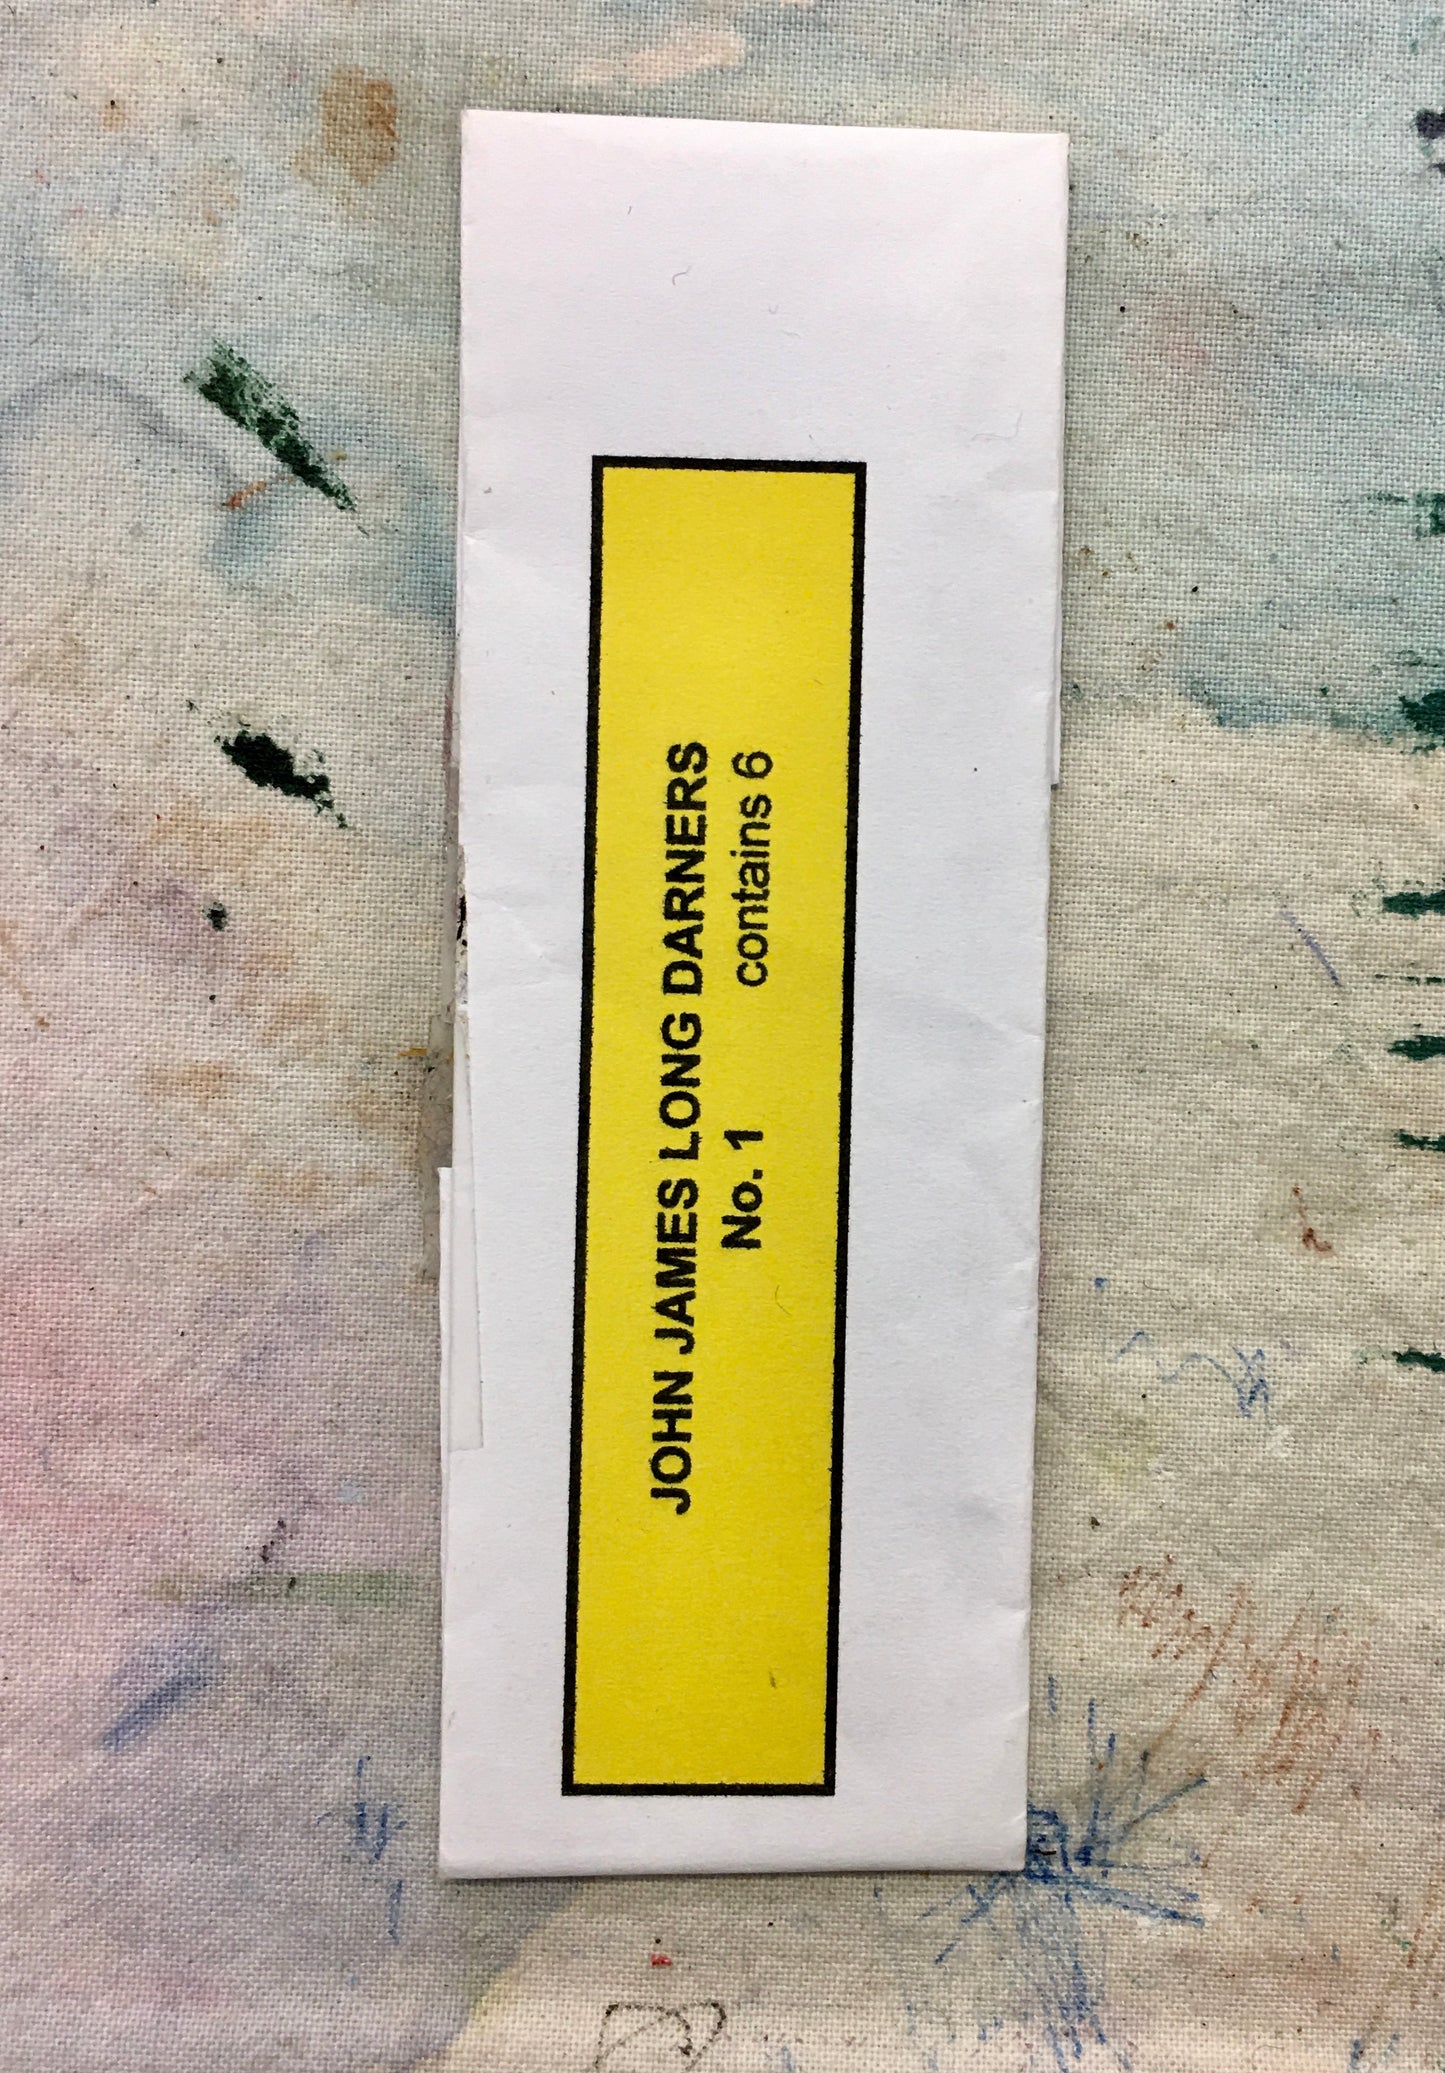 JOHN JAMES LONG DARNERS
No. 1 contains 6